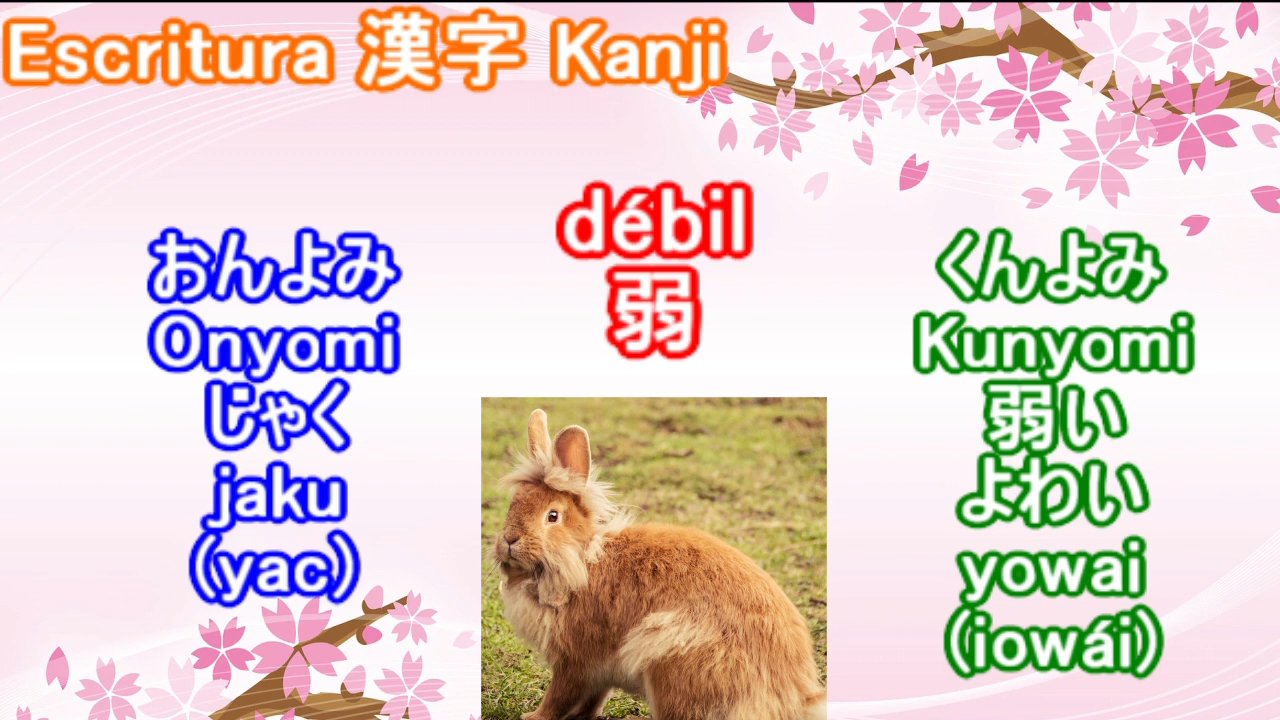 Escritura 漢字 Kanji
débil
弱
おんよみ
Onyomi
じゃく
jaku
(yac)
くんよみ
Kunyomi
弱い
よわい
yowai
(iowái)